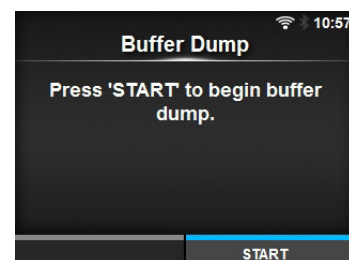 10:57
Buffer Dump
Press 'START' to begin buffer
dump.
START